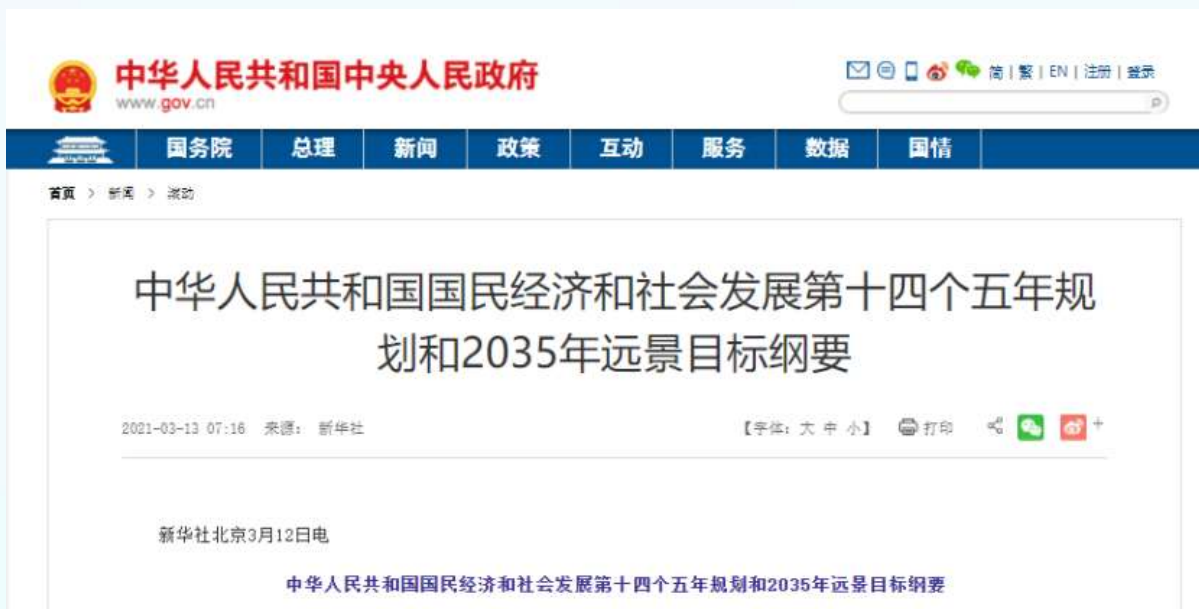 中华人民共和国中央人民政府
www.gov.cn
简 | 繁 | EN | 注册 | 登录
国务院 总理 新闻 政策 互动 服务 数据 国情
首页 > 新闻 > 滚动
中华人民共和国国民经济和社会发展第十四个五年规
划和2035年远景目标纲要
2021-03-13 07:16 来源： 新华社 【字体：大 中 小】 打印
新华社北京3月12日电
中华人民共和国国民经济和社会发展第十四个五年规划和2035年远景目标纲要